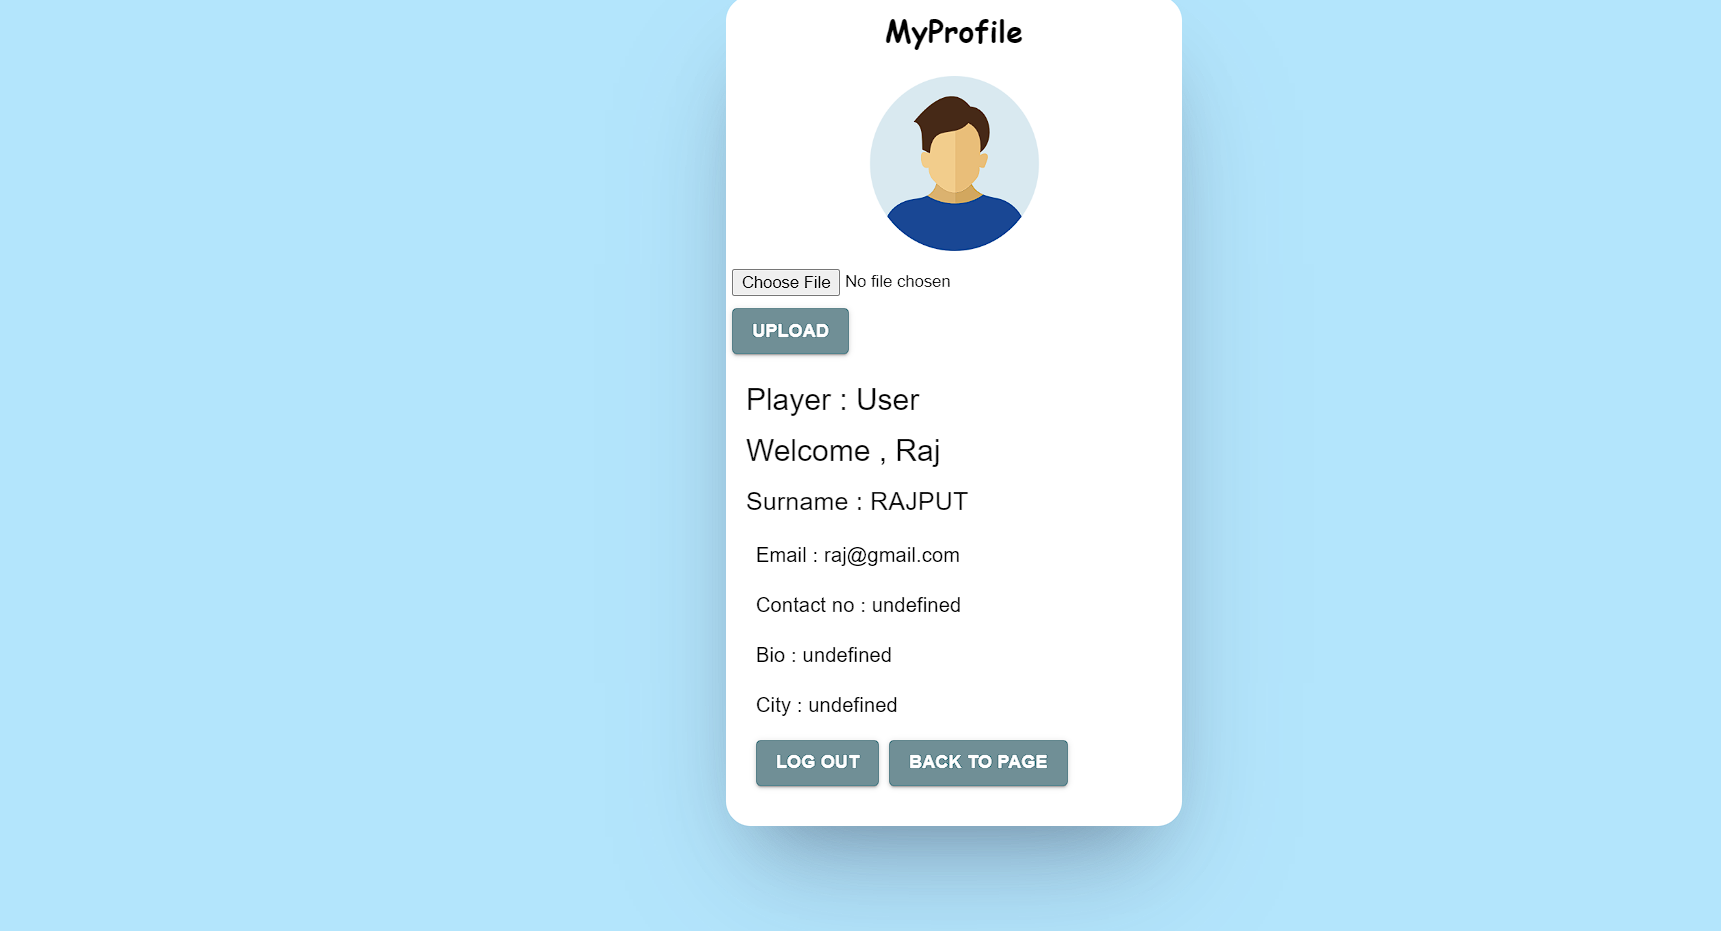 MyProfile
Choose File No file chosen
UPLOAD
Player : User
Welcome , Raj
Surname : RAJPUT
Email : raj@gmail.com
Contact no : undefined
Bio : undefined
City : undefined
LOG OUT BACK TO PAGE